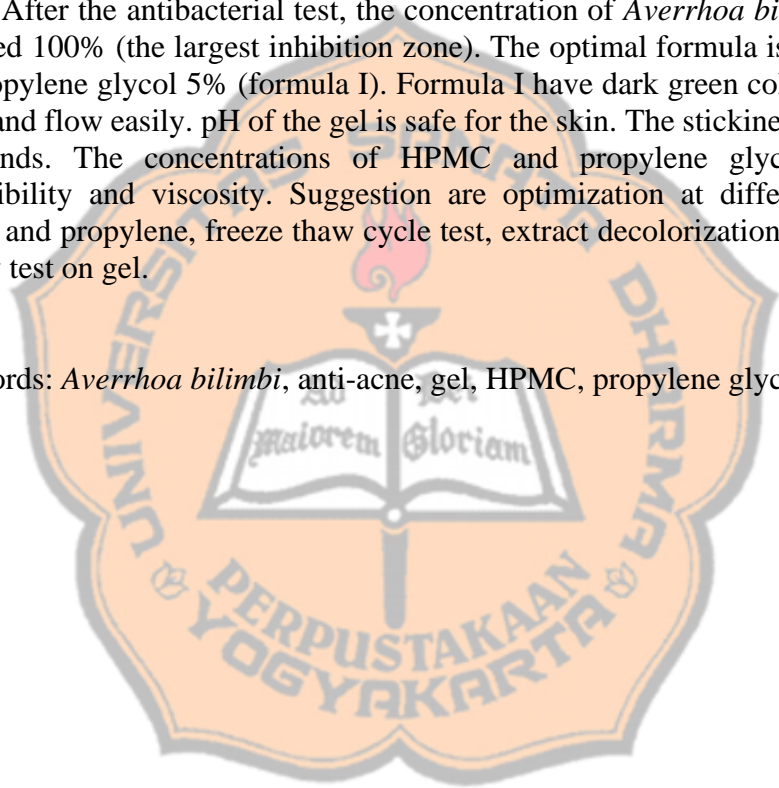 After the antibacterial test, the concentration of Averrhoa bi
ed 100% (the largest inhibition zone). The optimal formula is
opylene glycol 5% (formula I). Formula I have dark green col
and flow easily. pH of the gel is safe for the skin. The stickine
nds. The concentrations of HPMC and propylene glyc
ibility and viscosity. Suggestion are optimization at diffe
and propylene, freeze thaw cycle test, extract decolorization
test on gel.
ords: Averrhoa bilimbi, anti-acne, gel, HPMC, propylene glyc
UNIVERSITAS SANATA DHARMA
Ad Dei
Maiorem Gloriam
PERPUSTAKAAN
YOGYAKARTA